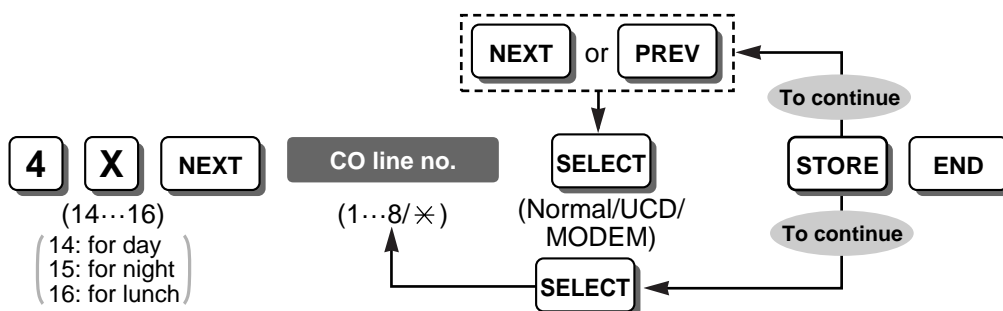 NEXT or PREV
To continue
4 X NEXT CO line no. SELECT STORE END
(14···16) (1···8/✳) (Normal/UCD/
MODEM)
14: for day
15: for night
16: for lunch
To continue
SELECT